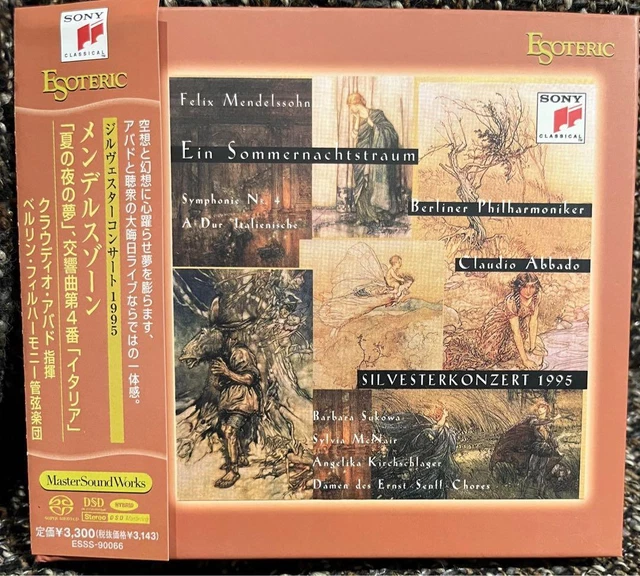 SONY
CLASSICAL
ESOTERIC
ジルヴェスターコンサート1995
メンデルスゾーン
「夏の夜の夢」、交響曲第4番「イタリア」
クラウディオ・アバド 指揮
ベルリン・フィルハーモニー管弦楽団
空想と幻想に心躍らせ夢を膨らます、
アバドと聴衆の大晦日ライブならではの一体感。
MasterSoundWorks
SUPER AUDIO CD
DSD
HYBRID
Stereo
定価¥3,300(税抜価格¥3,143)
ESSS-90066
ESOTERIC
SONY
CLASSICAL
Felix Mendelssohn
Ein Sommernachtstraum
Symphonie Nr. 4
A-Dur "Italienische"
Berliner Philharmoniker
Claudio Abbado
SILVESTERKONZERT 1995
Barbara Sukowa
Sylvia McNair
Angelika Kirchschlager
Damen des Ernst-Senff-Chores